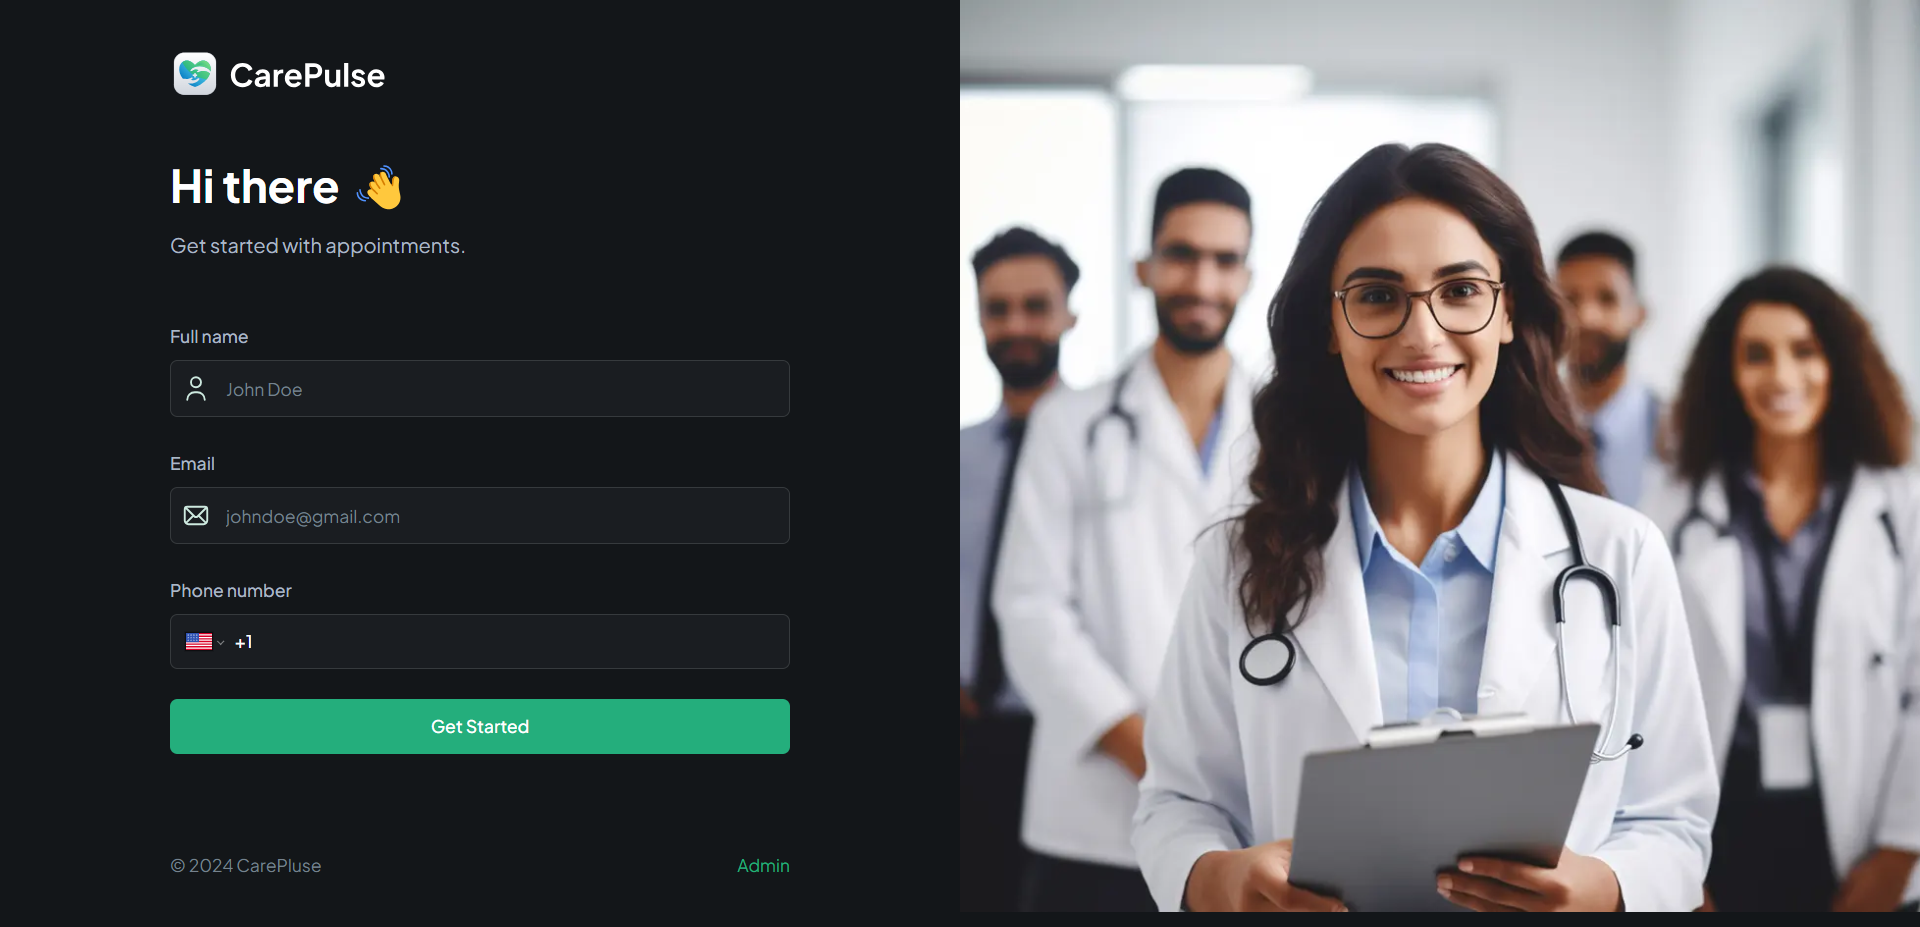 CarePulse
Hi there 👋
Get started with appointments.
Full name
John Doe
Email
johndoe@gmail.com
Phone number
+1
Get Started
© 2024 CarePluse
Admin